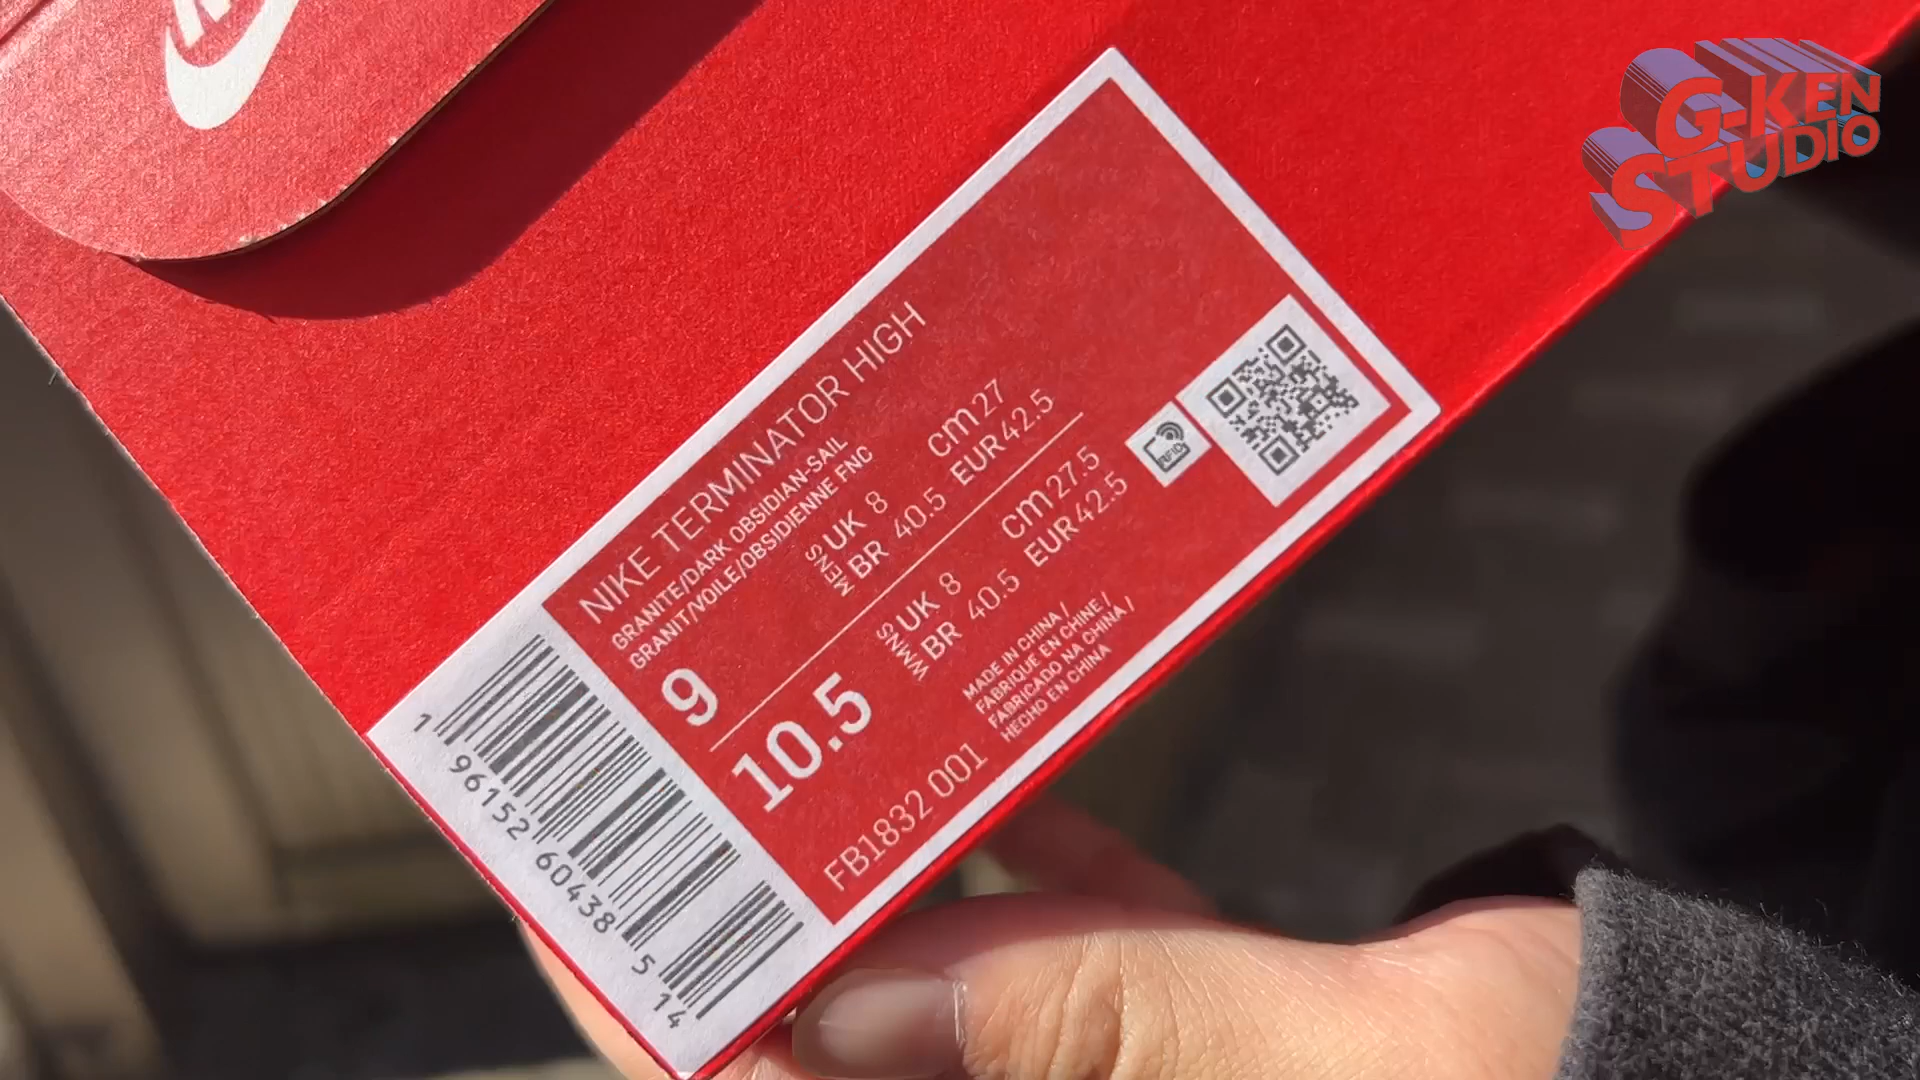 G-KEN
STUDIO
NIKE TERMINATOR HIGH
GRANITE/DARK OBSIDIAN-SAIL
GRANIT/VOILE/OBSIDIENNE FNC
9
MENS
UK 8
cm 27
BR 40.5
EUR 42.5
10.5
WMNS
UK 8
cm 27.5
BR 40.5
EUR 42.5
RFID
MADE IN CHINA /
FABRIQUE EN CHINE /
FABRICADO NA CHINA /
HECHO EN CHINA
FB1832 001
1 96152 60438 5 14